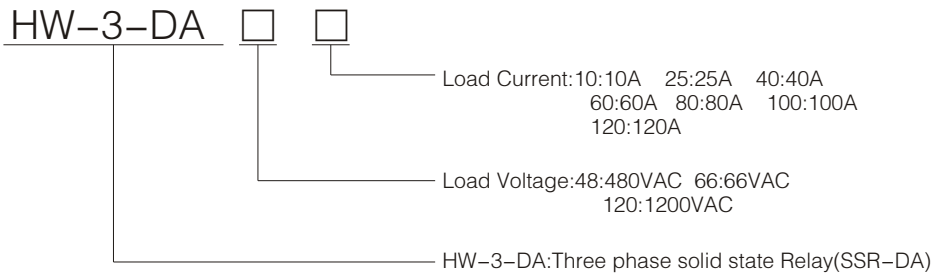 HW-3-DA □ □
Load Current:10:10A 25:25A 40:40A
60:60A 80:80A 100:100A
120:120A
Load Voltage:48:480VAC 66:66VAC
120:1200VAC
HW-3-DA:Three phase solid state Relay(SSR-DA)